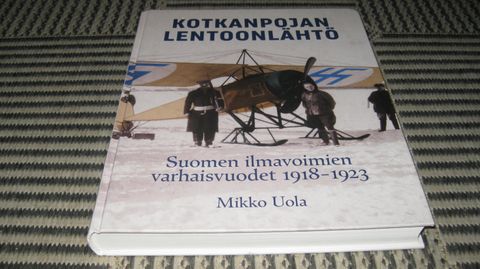 KOTKANPOJAN
LENTOONLÄHTÖ
Suomen ilmavoimien
varhaisvuodet 1918–1923
Mikko Uola